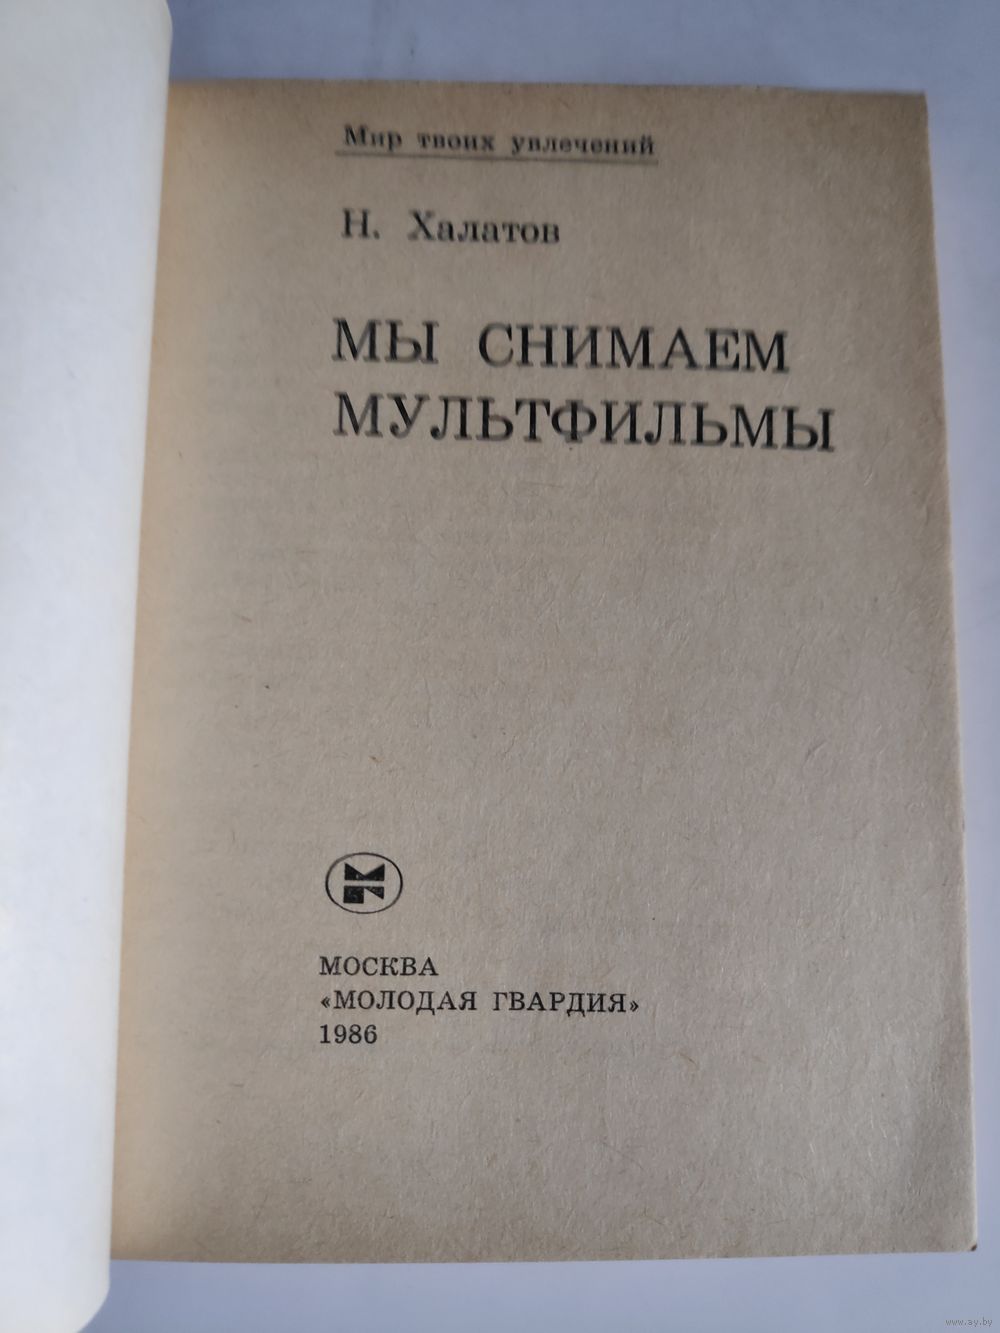 Мир твоих увлечений
Н. Халатов
МЫ СНИМАЕМ
МУЛЬТФИЛЬМЫ
МОСКВА
«МОЛОДАЯ ГВАРДИЯ»
1986
www.ay.by